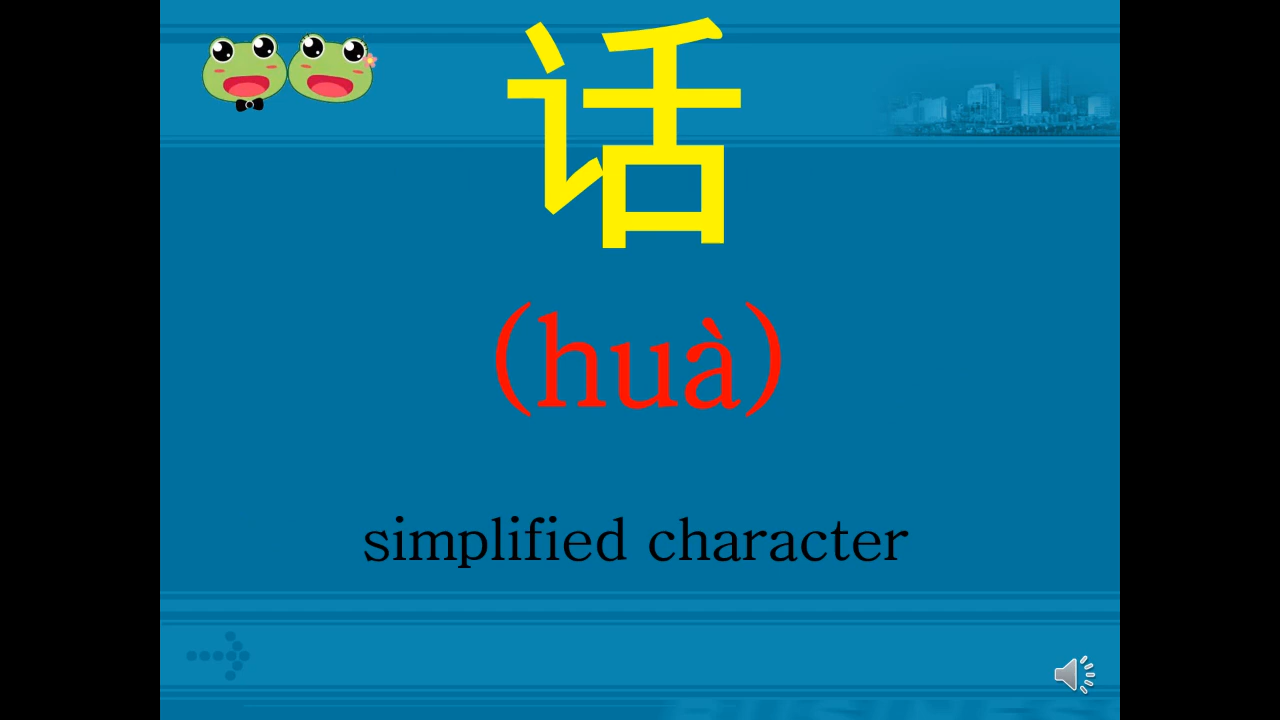 话
(huà)
simplified character